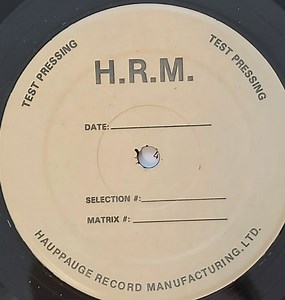 TEST PRESSING
TEST PRESSING
H.R.M.
DATE:
SELECTION #:
MATRIX #:
HAUPPAUGE RECORD MANUFACTURING. LTD.